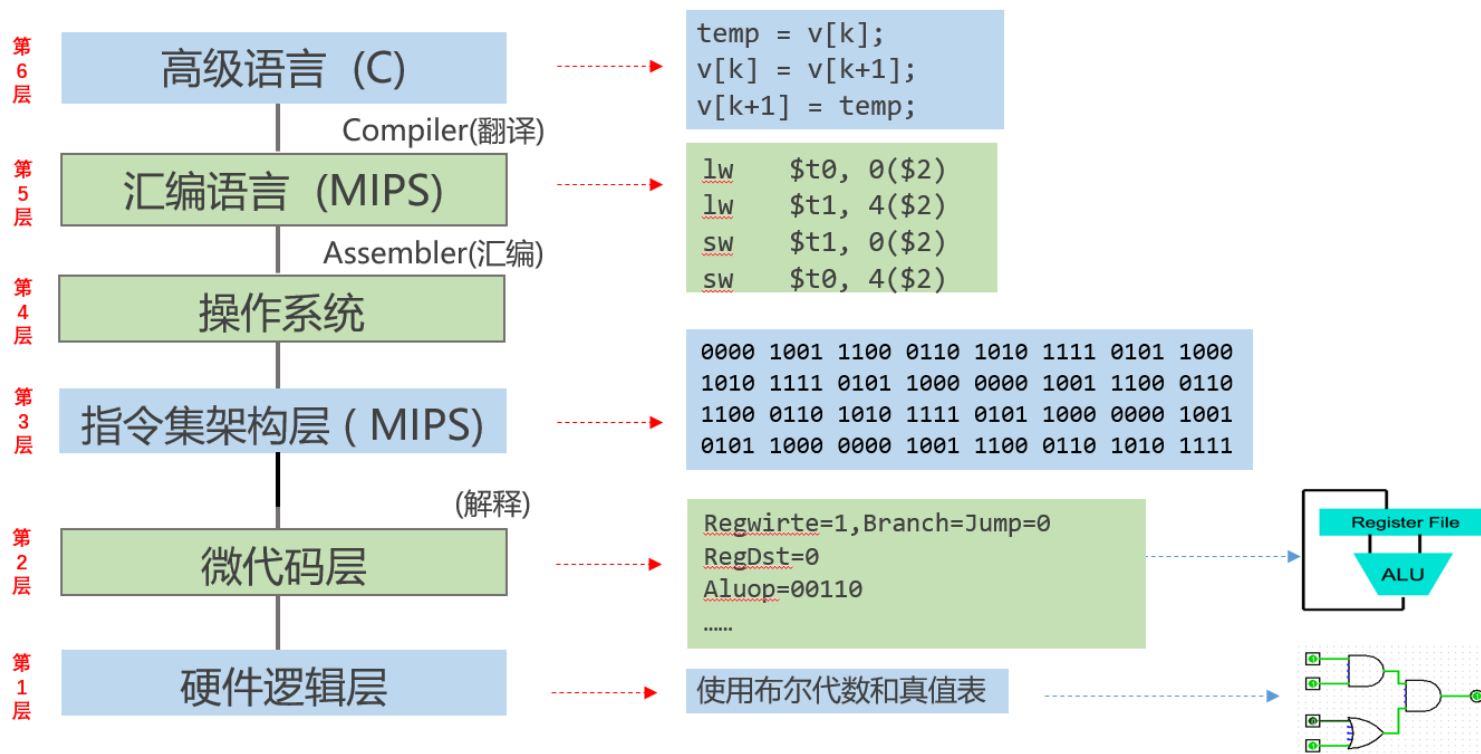 第6层
高级语言 (C)
temp = v[k];
v[k] = v[k+1];
v[k+1] = temp;
Compiler(翻译)
第5层
汇编语言 (MIPS)
lw $t0, 0($2)
lw $t1, 4($2)
sw $t1, 0($2)
sw $t0, 4($2)
Assembler(汇编)
第4层
操作系统
第3层
指令集架构层 ( MIPS)
0000 1001 1100 0110 1010 1111 0101 1000
1010 1111 0101 1000 0000 1001 1100 0110
1100 0110 1010 1111 0101 1000 0000 1001
0101 1000 0000 1001 1100 0110 1010 1111
(解释)
第2层
微代码层
Regwirte=1,Branch=Jump=0
RegDst=0
Aluop=00110
……
Register File
ALU
第1层
硬件逻辑层
使用布尔代数和真值表